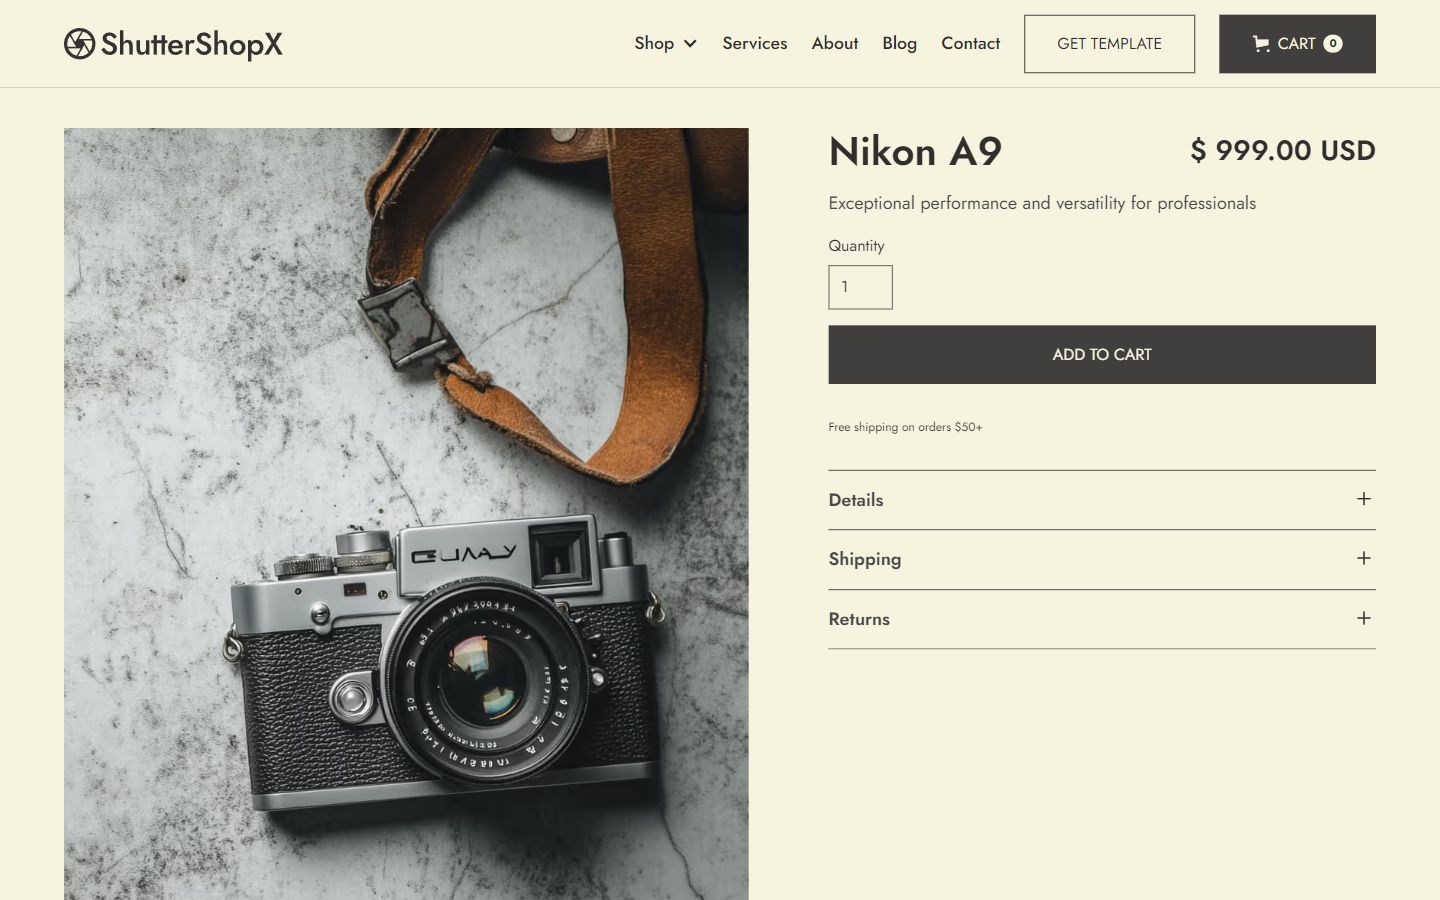 ShutterShopX
Shop
Services
About
Blog
Contact
GET TEMPLATE
CART 0
Nikon A9
$ 999.00 USD
Exceptional performance and versatility for professionals
Quantity
1
ADD TO CART
Free shipping on orders $50+
Details
Shipping
Returns